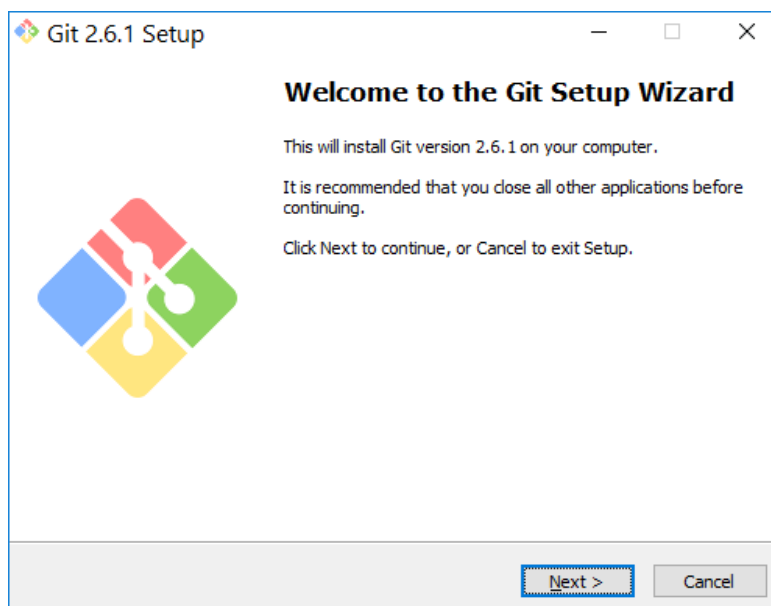 Git 2.6.1 Setup
Welcome to the Git Setup Wizard
This will install Git version 2.6.1 on your computer.
It is recommended that you close all other applications before
continuing.
Click Next to continue, or Cancel to exit Setup.
Next >
Cancel